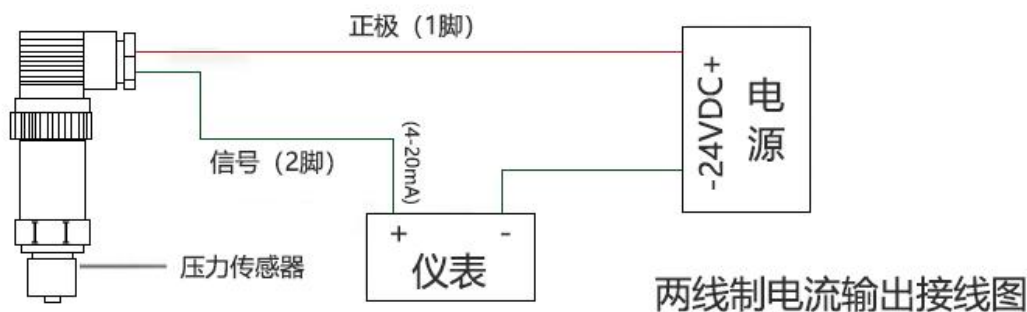 正极（1脚）
-24VDC+
电源
信号（2脚）
(4-20mA)
+ -
仪表
压力传感器
两线制电流输出接线图